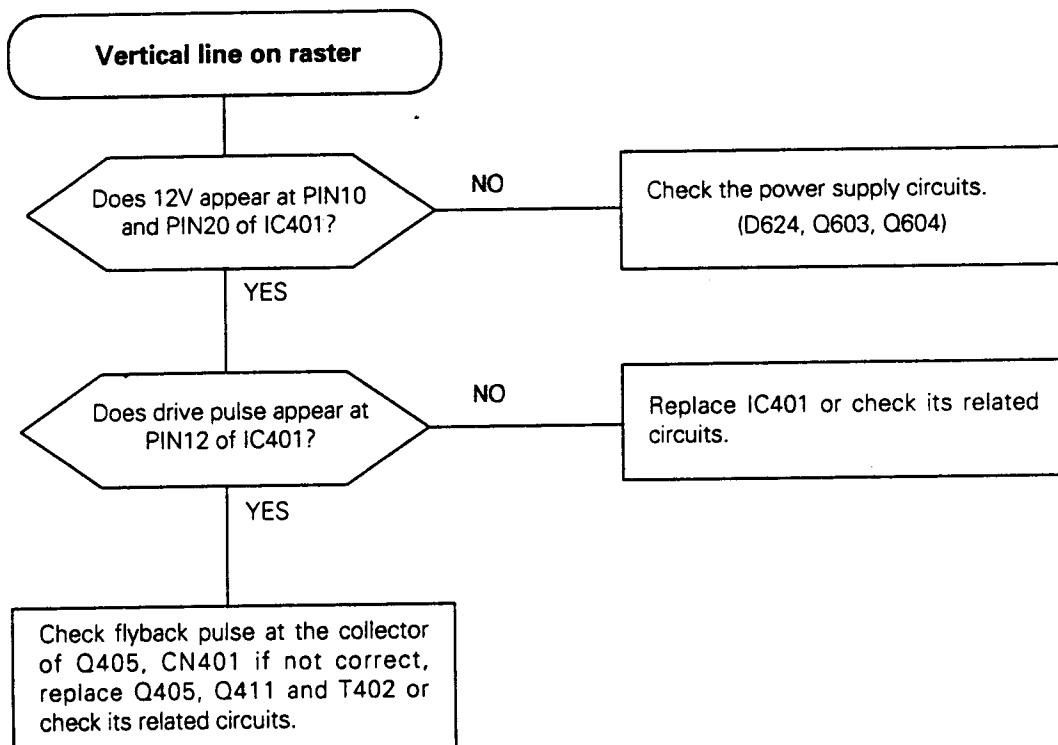 Vertical line on raster
Does 12V appear at PIN10
and PIN20 of IC401?
NO
Check the power supply circuits.
(D624, Q603, Q604)
YES
Does drive pulse appear at
PIN12 of IC401?
NO
Replace IC401 or check its related
circuits.
YES
Check flyback pulse at the collector
of Q405, CN401 if not correct,
replace Q405, Q411 and T402 or
check its related circuits.